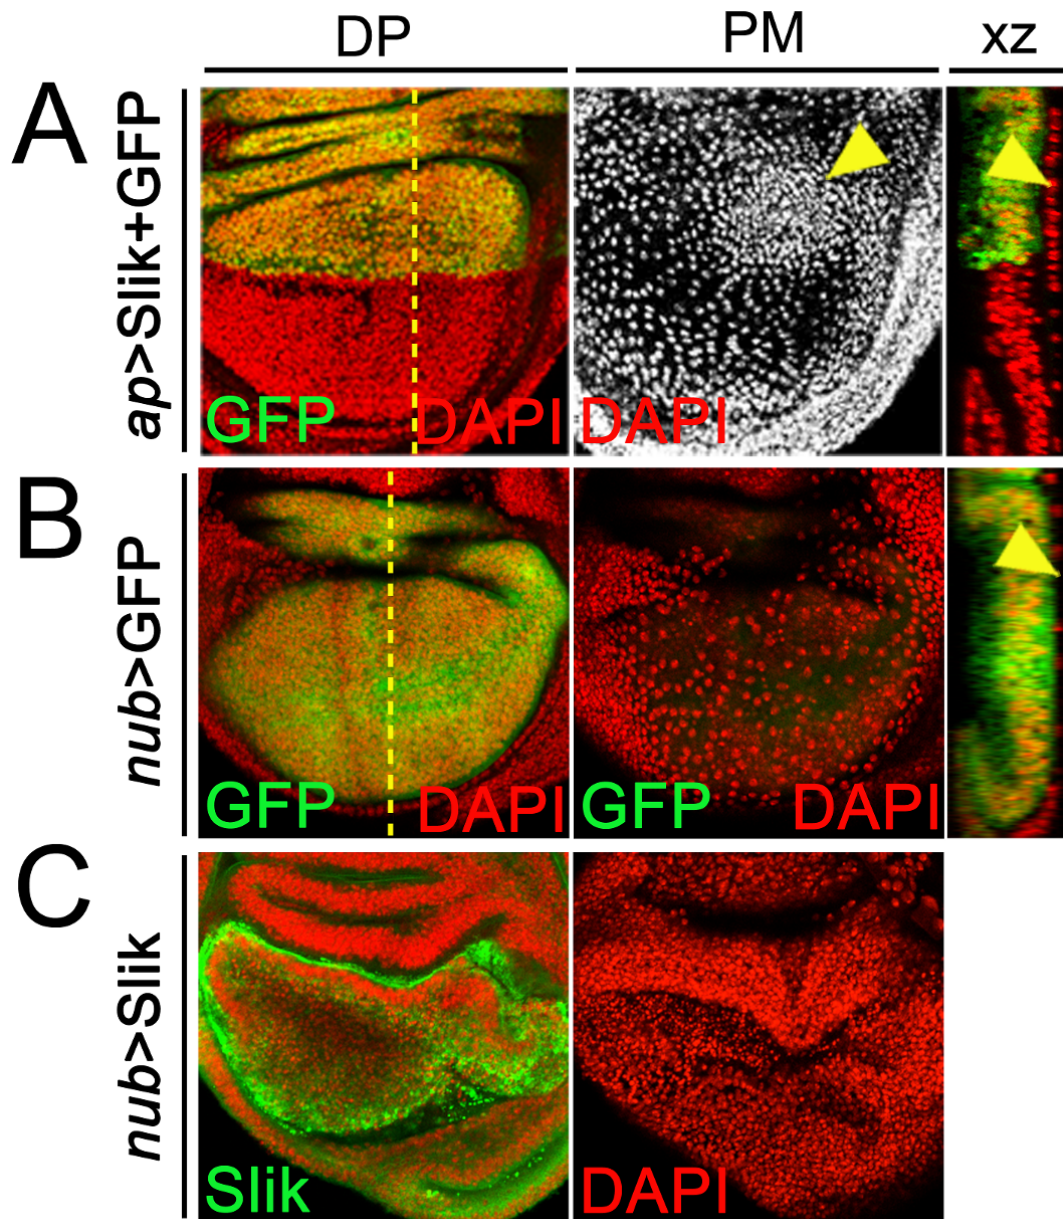 DP PM xz
A
ap>Slik+GFP
GFP DAPI DAPI
B
nub>GFP
GFP DAPI GFP DAPI
C
nub>Slik
Slik DAPI